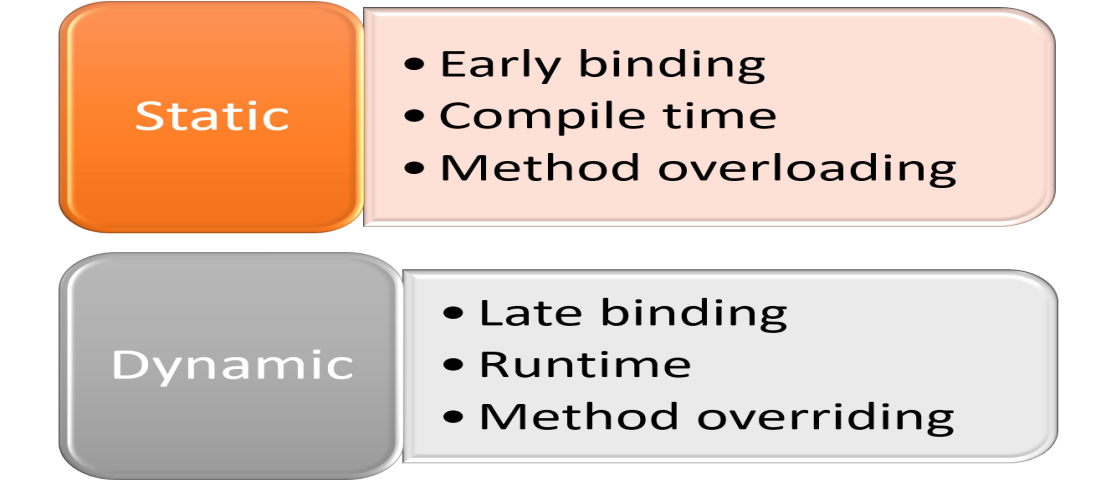 Static
• Early binding
• Compile time
• Method overloading
Dynamic
• Late binding
• Runtime
• Method overriding